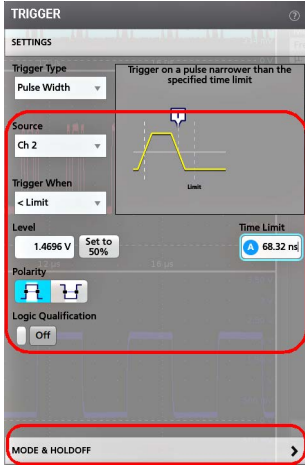 TRIGGER
?
SETTINGS
Trigger Type
Pulse Width
Trigger on a pulse narrower than the
specified time limit
T
Limit
Source
Ch 2
Trigger When
< Limit
Level
1.4696 V
Set to
50%
Time Limit
A 68.32 ns
Polarity
Logic Qualification
Off
MODE & HOLDOFF